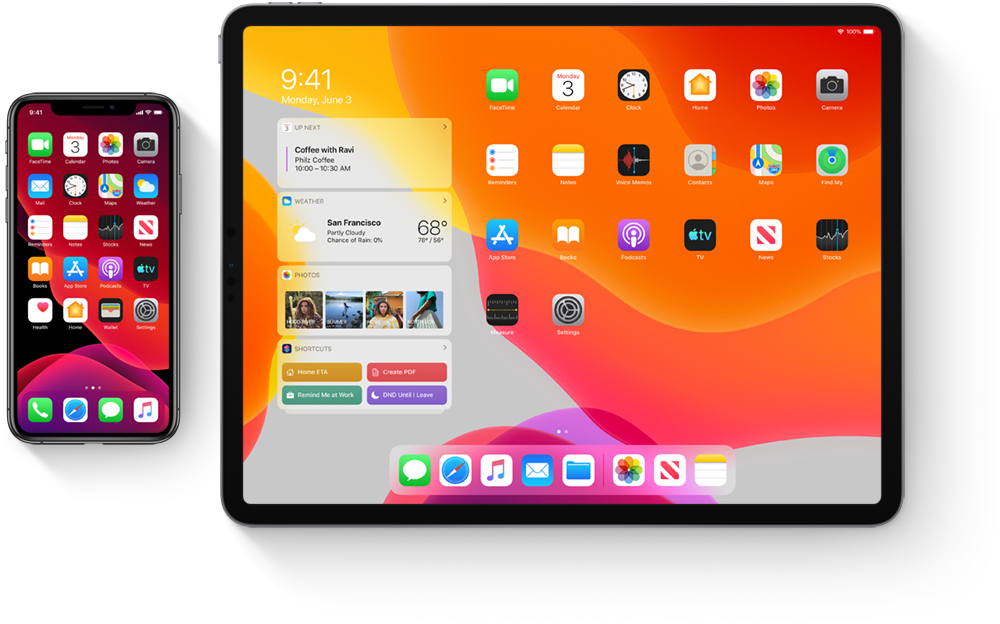 9:41
Monday
3
FaceTime
Calendar
Photos
Camera
Mail
Clock
Maps
Weather
Reminders
Notes
Stocks
News
Books
App Store
Podcasts
tv
TV
Health
Home
Wallet
Settings
100%
9:41
Monday, June 3
3 UP NEXT
Coffee with Ravi
Philz Coffee
10:00 – 10:30 AM
WEATHER
San Francisco
Partly Cloudy
Chance of Rain: 0%
68°
78° / 56°
PHOTOS
SUMMER
SHORTCUTS
Home ETA
Create PDF
Remind Me at Work
DND Until I Leave
Monday
3
FaceTime
Calendar
Clock
Home
Photos
Camera
Reminders
Notes
Voice Memos
Contacts
Maps
Find My
App Store
Books
Podcasts
tv
TV
News
Stocks
Measure
Settings